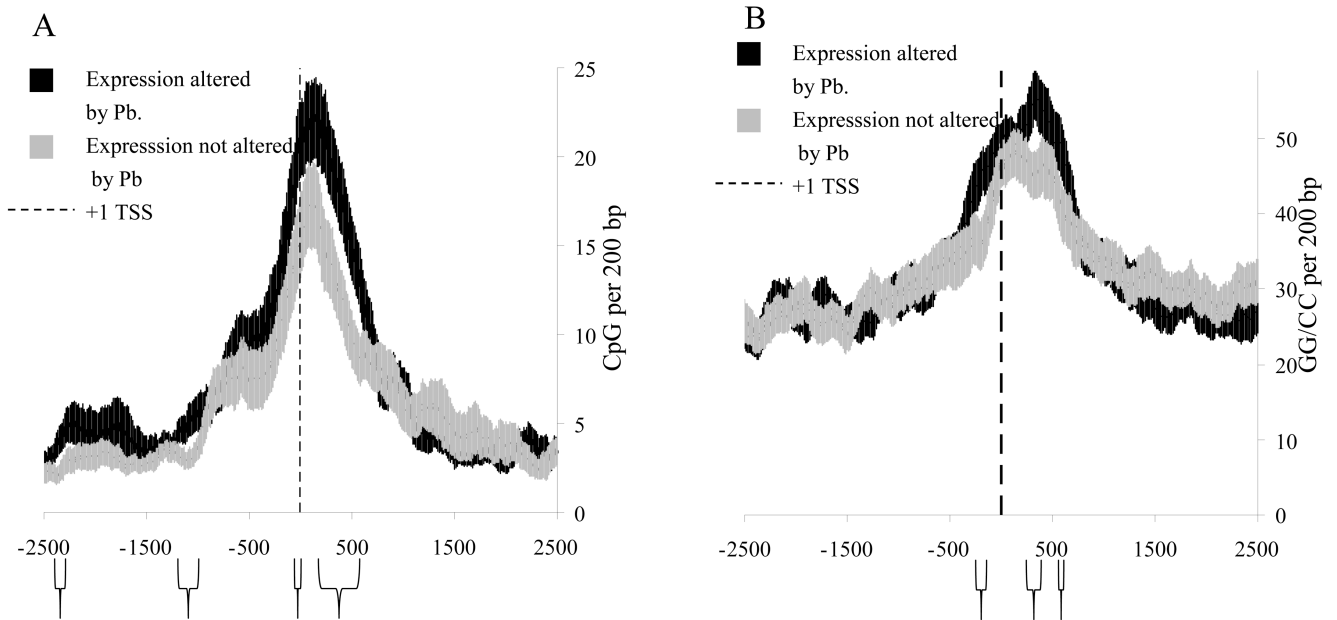 A
Expression altered
by Pb.
Expresssion not altered
by Pb
+1 TSS
25
20
15
10
5
0
CpG per 200 bp
-2500 -1500 -500 500 1500 2500
B
Expression altered
by Pb.
Expresssion not altered
by Pb
+1 TSS
50
40
30
20
10
0
GG/CC per 200 bp
-2500 -1500 -500 500 1500 2500